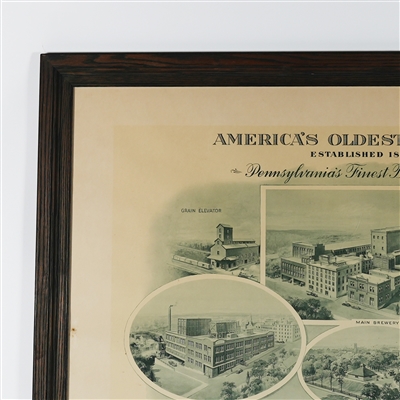 AMERICA'S OLDEST
ESTABLISHED 18
Pennsylvania's Finest
GRAIN ELEVATOR
MAIN BREWERY